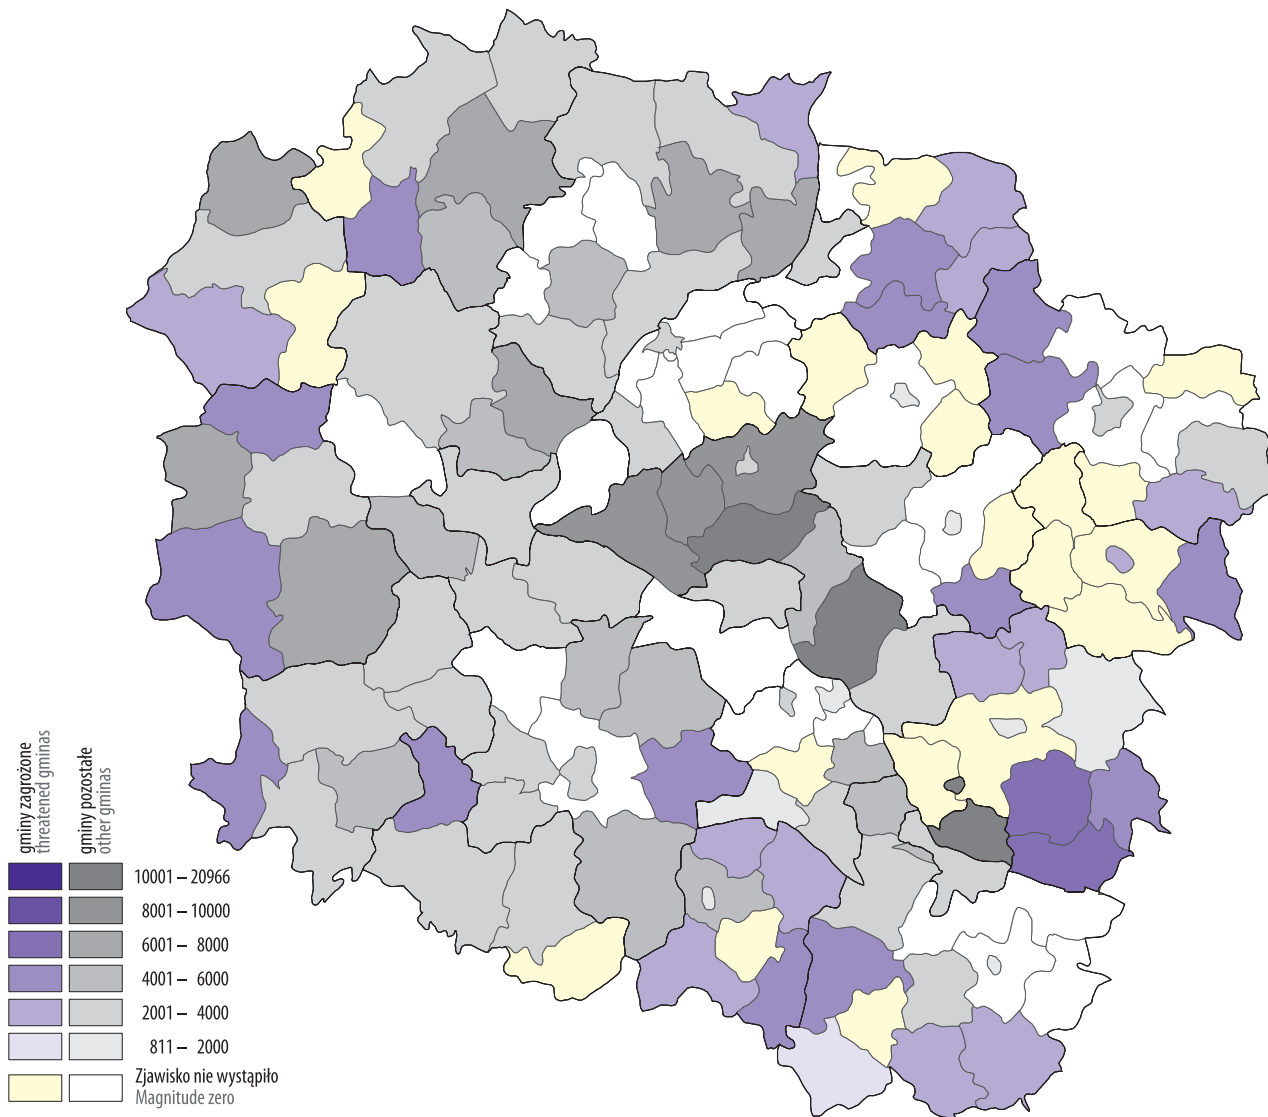 gminy zagrożone
threatened gminas
gminy pozostałe
other gminas
10001 – 20966
8001 – 10000
6001 – 8000
4001 – 6000
2001 – 4000
811 – 2000
Zjawisko nie wystąpiło
Magnitude zero